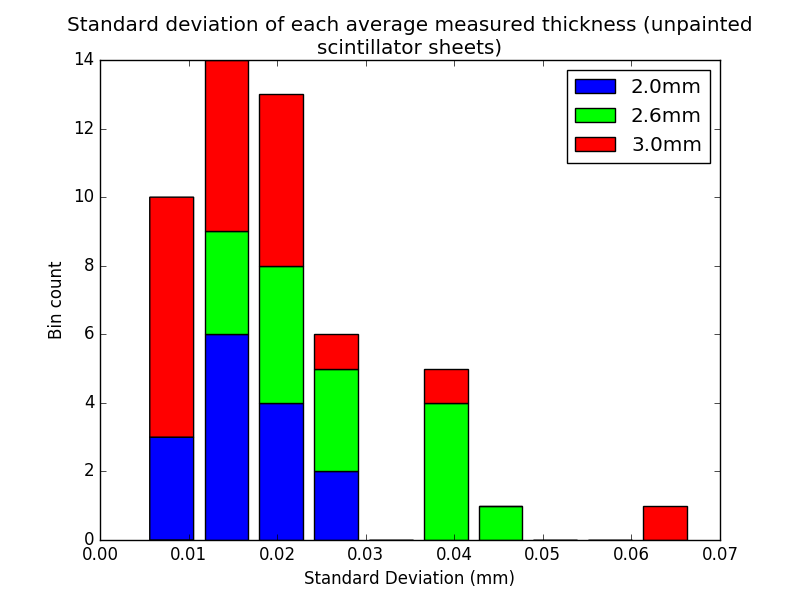 Standard deviation of each average measured thickness (unpainted
scintillator sheets)
2.0mm
2.6mm
3.0mm
Bin count
14
12
10
8
6
4
2
0
0.00 0.01 0.02 0.03 0.04 0.05 0.06 0.07
Standard Deviation (mm)